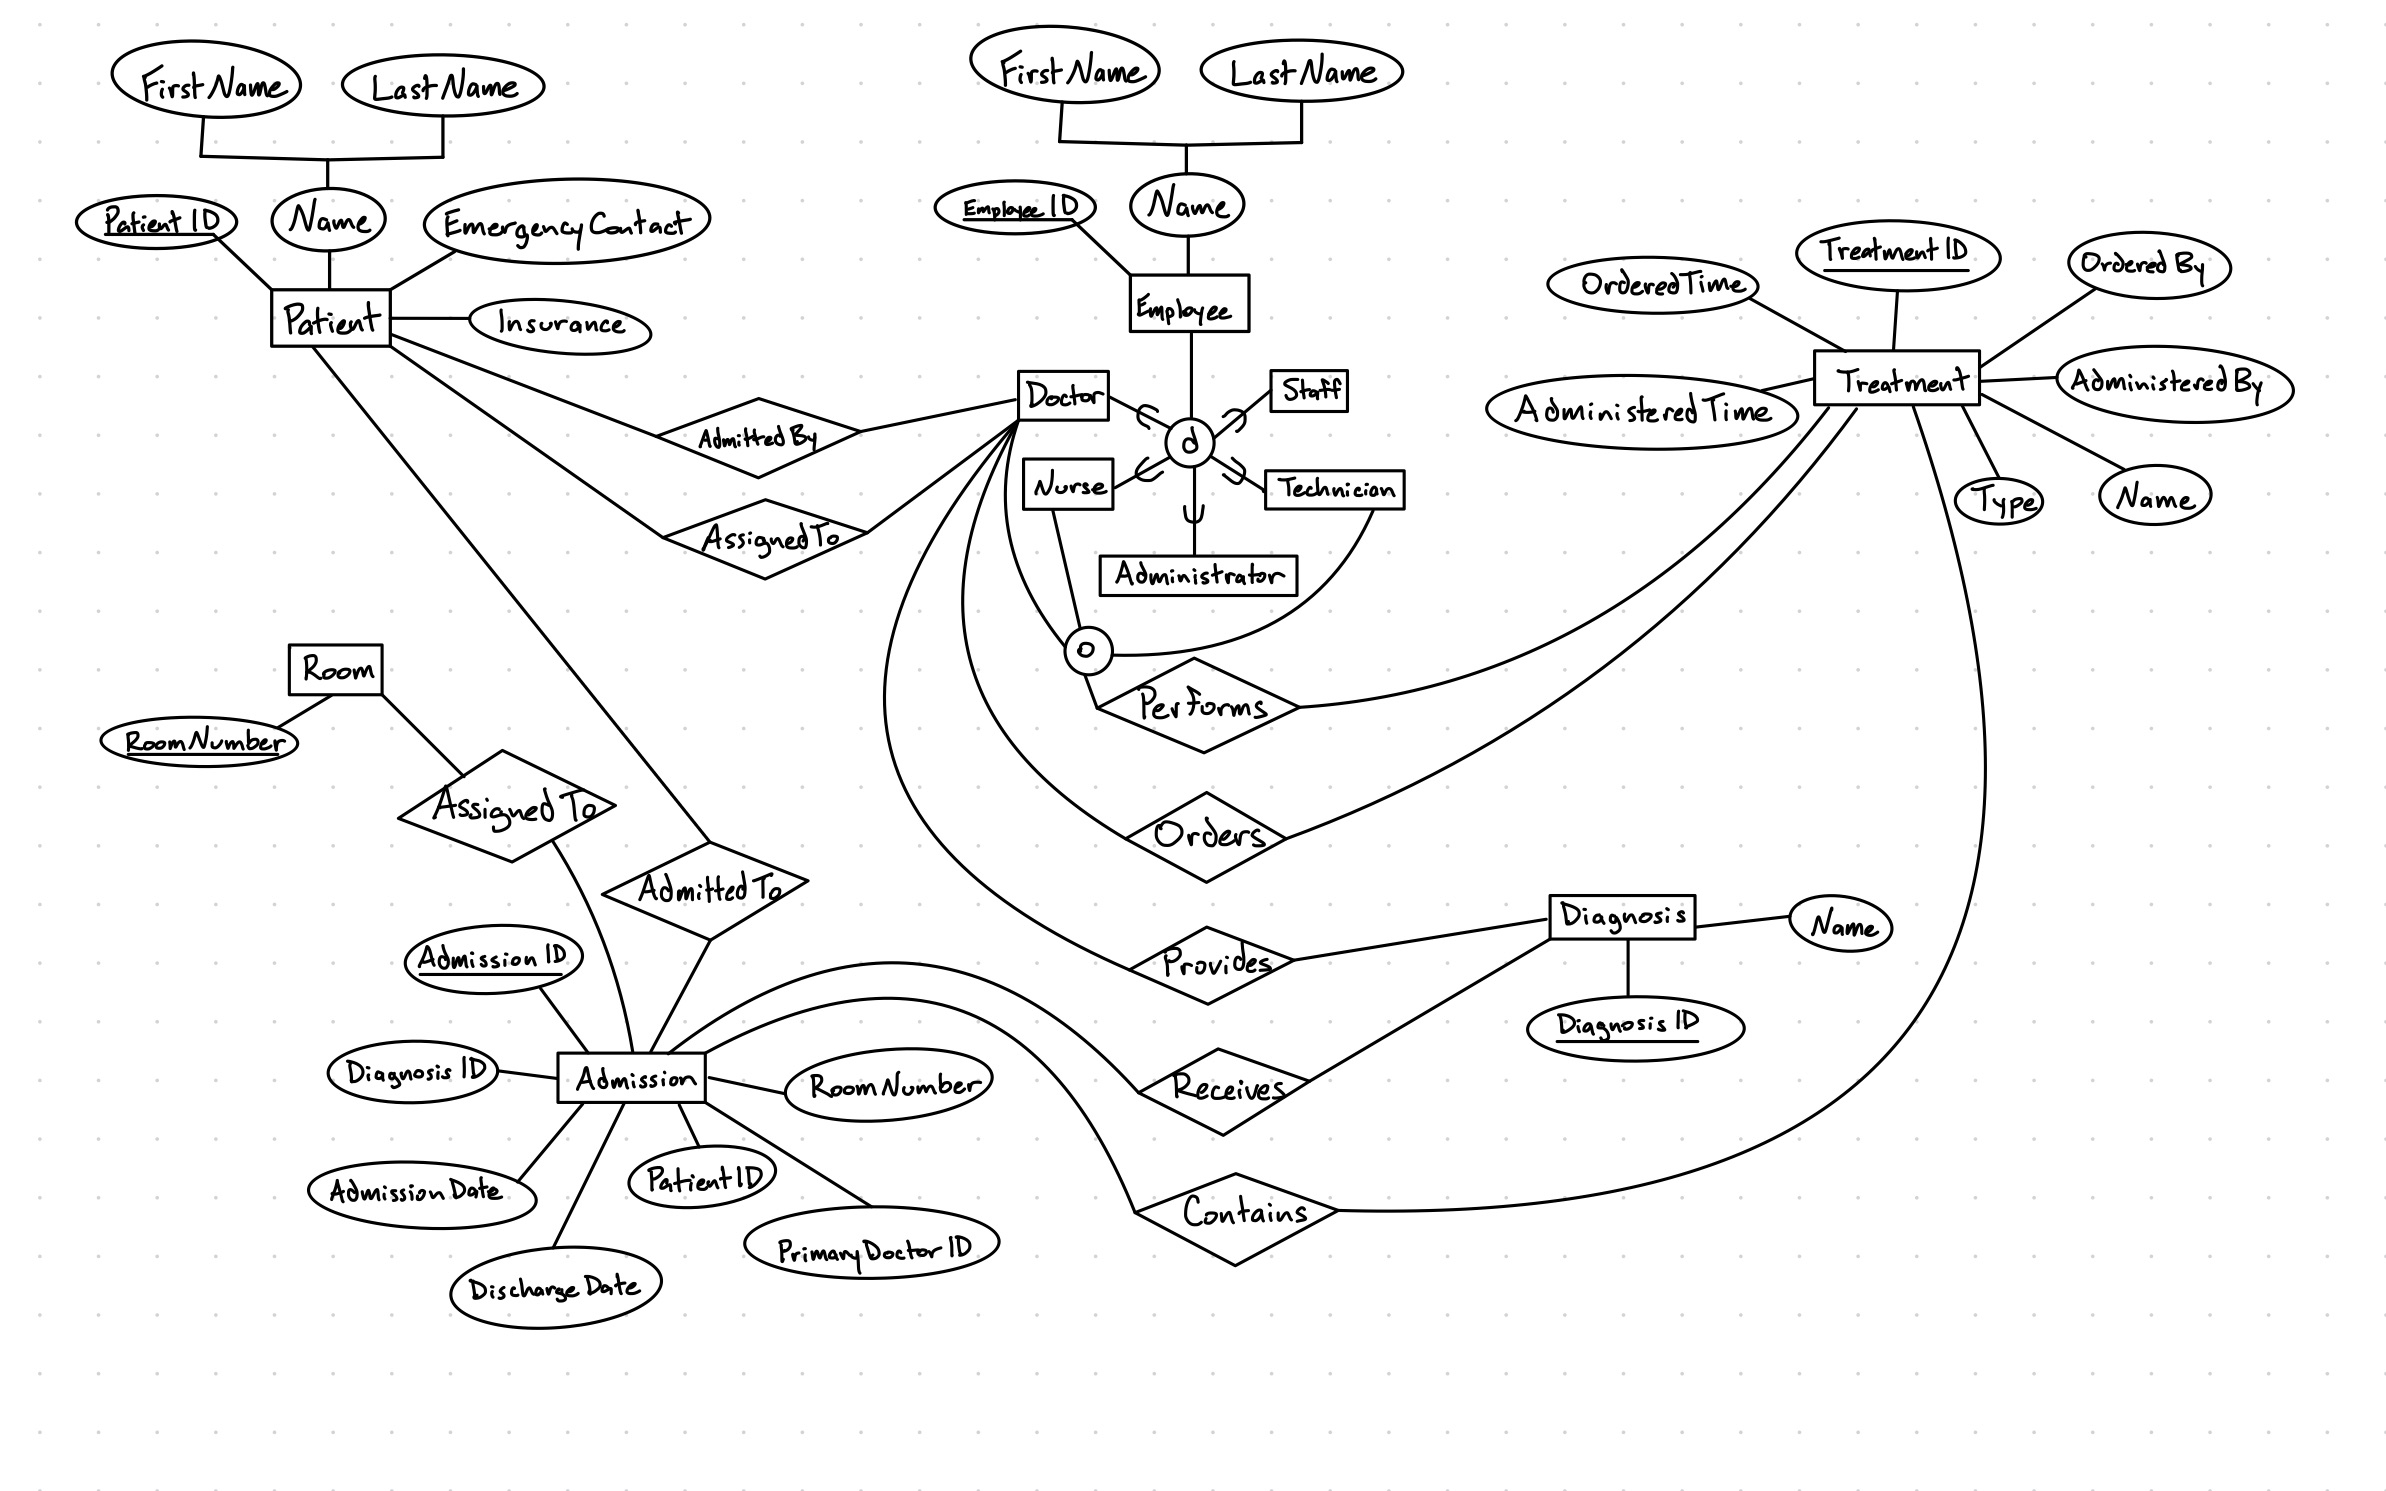 First Name
Last Name
First Name
Last Name
Patient ID
Name
Emergency Contact
Employee ID
Name
Treatment ID
Ordered By
Ordered Time
Patient
Insurance
Employee
Treatment
Administered By
Administered Time
Doctor
Staff
Admitted By
d
Nurse
Technician
Type
Name
Assigned To
Administrator
Room
O
Room Number
Performs
Assigned To
Orders
Admitted To
Diagnosis
Name
Admission ID
Provides
Diagnosis ID
Diagnosis ID
Admission
Room Number
Receives
Admission Date
Patient ID
Contains
Primary Doctor ID
Discharge Date